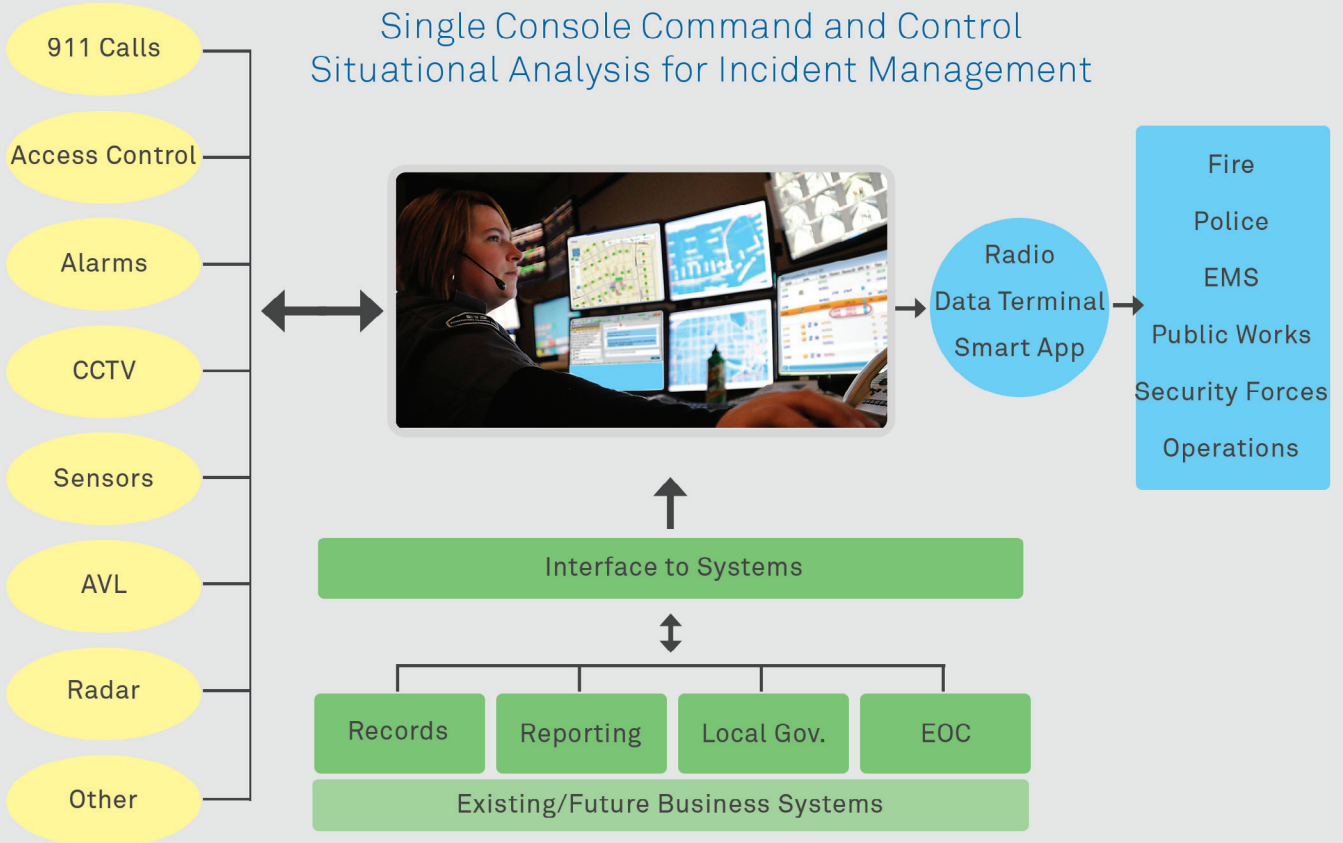 Single Console Command and Control
Situational Analysis for Incident Management
911 Calls
Access Control
Alarms
CCTV
Sensors
AVL
Radar
Other
Radio
Data Terminal
Smart App
Fire
Police
EMS
Public Works
Security Forces
Operations
Interface to Systems
Records
Reporting
Local Gov.
EOC
Existing/Future Business Systems